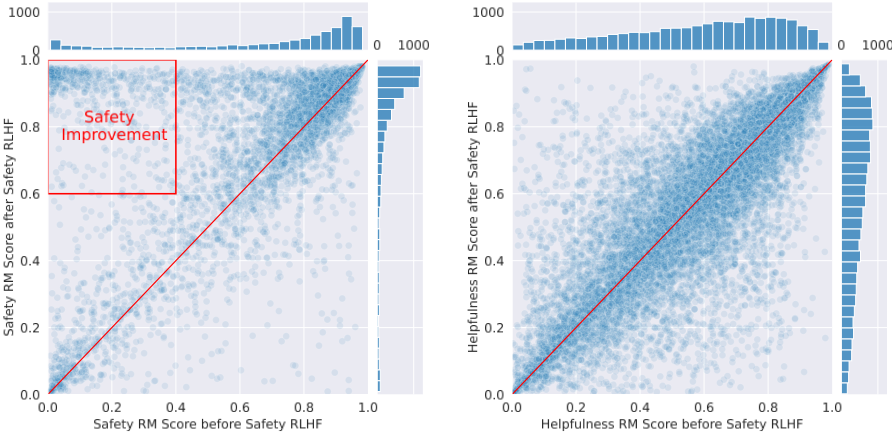 1000
0
0 1000
1.0
0.8
0.6
0.4
0.2
0.0
Safety RM Score after Safety RLHF
Safety
Improvement
0.0 0.2 0.4 0.6 0.8 1.0
Safety RM Score before Safety RLHF
1000
0
0 1000
1.0
0.8
0.6
0.4
0.2
0.0
Helpfulness RM Score after Safety RLHF
0.0 0.2 0.4 0.6 0.8 1.0
Helpfulness RM Score before Safety RLHF